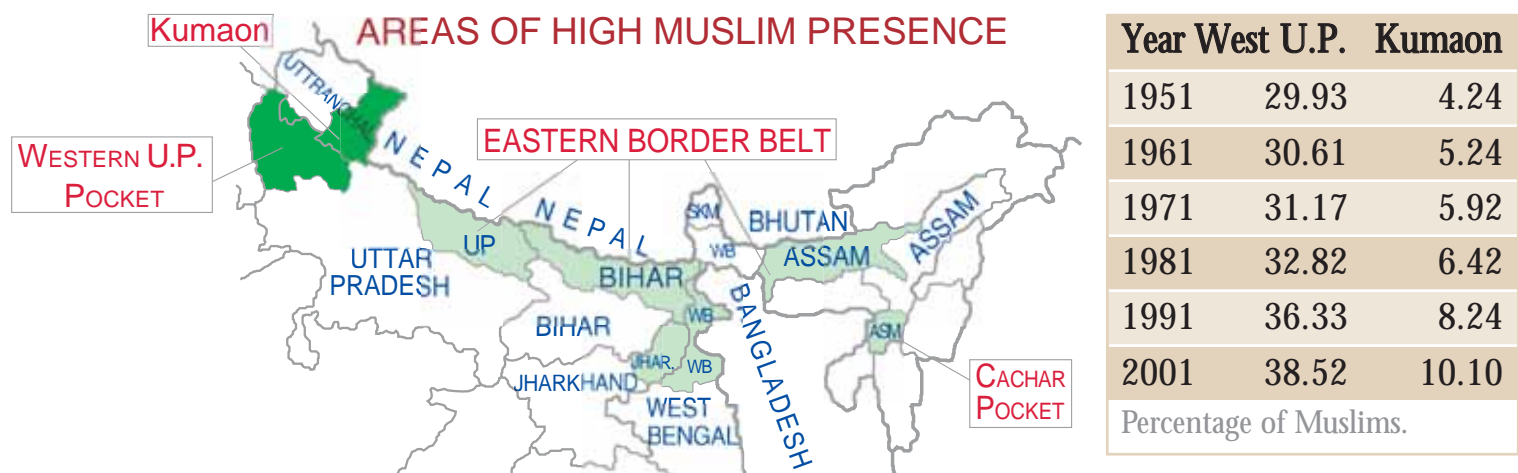 AREAS OF HIGH MUSLIM PRESENCE
Kumaon
UTTRANCHAL
WESTERN U.P.
POCKET
NEPAL
EASTERN BORDER BELT
NEPAL
SKM
BHUTAN
WB
ASSAM
ASSAM
UP
UTTAR
PRADESH
BIHAR
BIHAR
WB
BANGLADESH
ASM
JHAR.
WB
JHARKHAND
WEST
BENGAL
CACHAR
POCKET
Year West U.P. Kumaon
1951 29.93 4.24
1961 30.61 5.24
1971 31.17 5.92
1981 32.82 6.42
1991 36.33 8.24
2001 38.52 10.10
Percentage of Muslims.